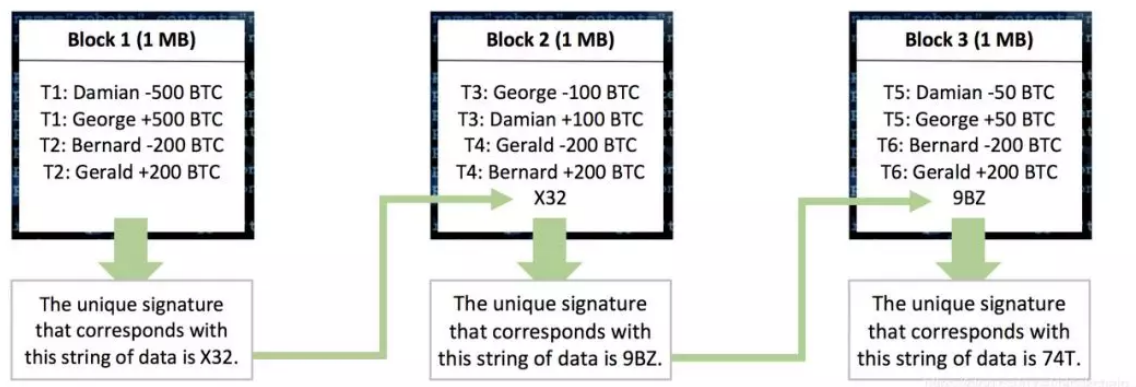 Block 1 (1 MB)
T1: Damian -500 BTC
T1: George +500 BTC
T2: Bernard -200 BTC
T2: Gerald +200 BTC
The unique signature
that corresponds with
this string of data is X32.
Block 2 (1 MB)
T3: George -100 BTC
T3: Damian +100 BTC
T4: Gerald -200 BTC
T4: Bernard +200 BTC
X32
The unique signature
that corresponds with
this string of data is 9BZ.
Block 3 (1 MB)
T5: Damian -50 BTC
T5: George +50 BTC
T6: Bernard -200 BTC
T6: Gerald +200 BTC
9BZ
The unique signature
that corresponds with
this string of data is 74T.